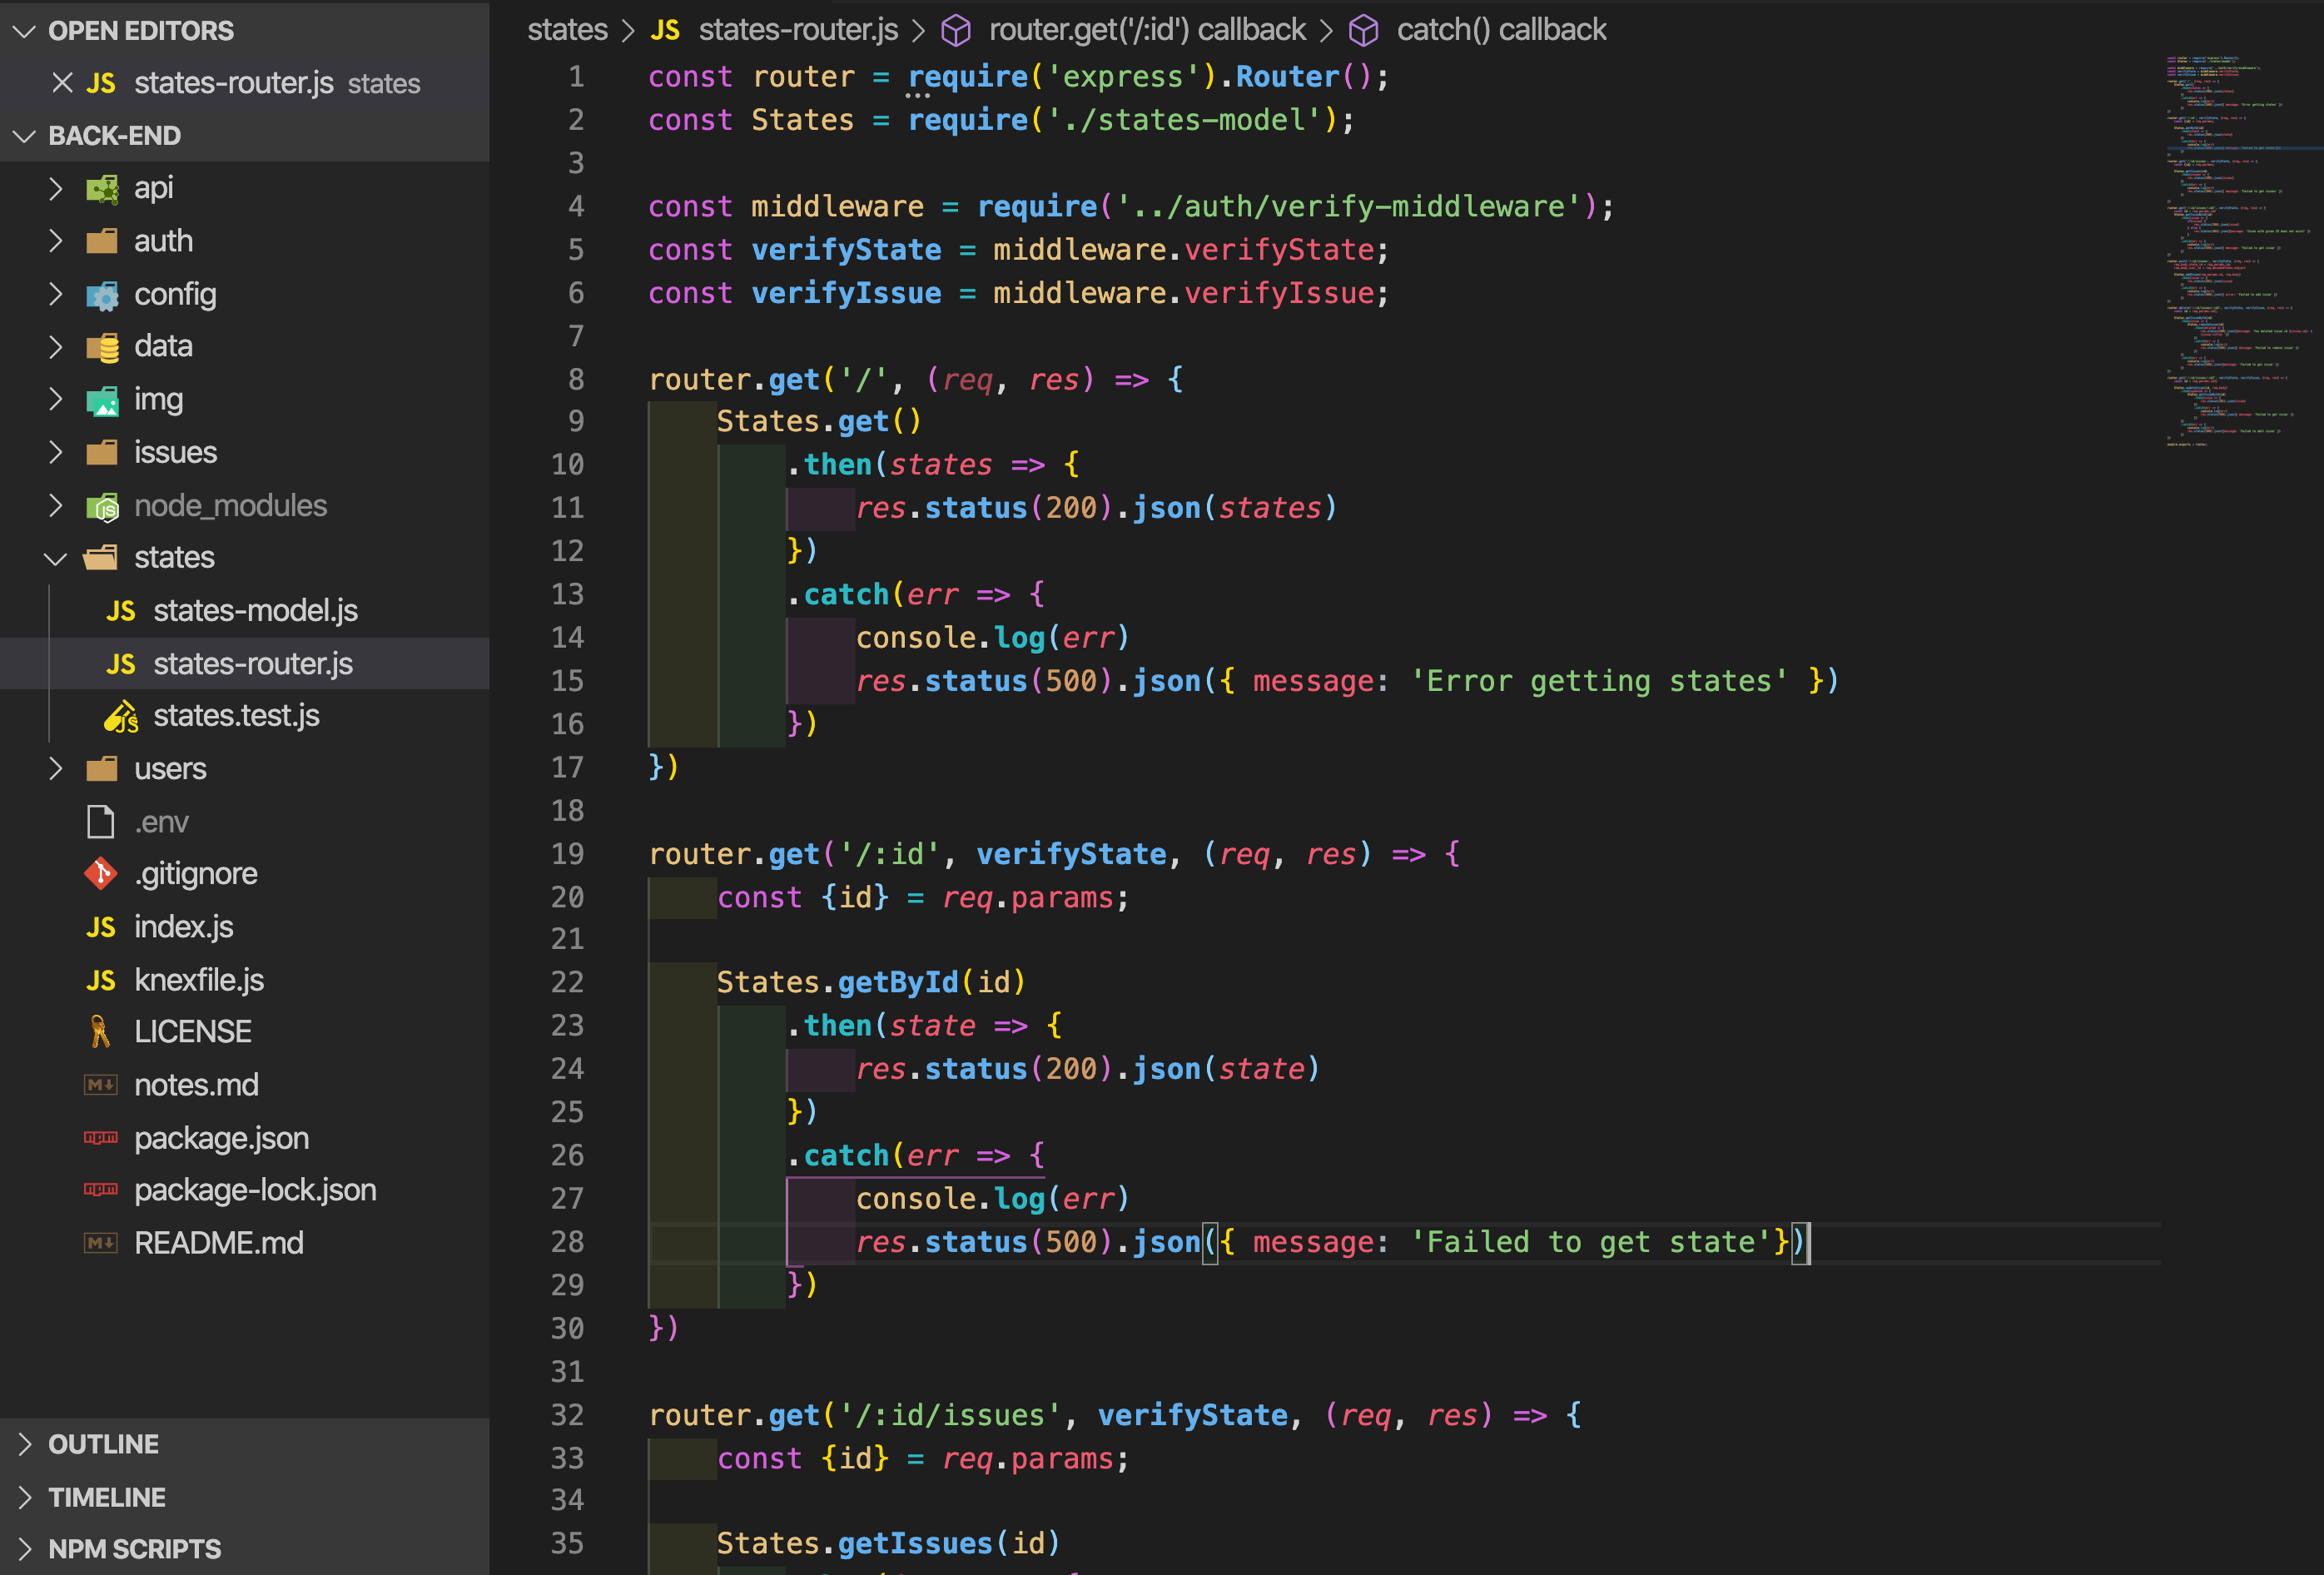 OPEN EDITORS
JS states-router.js states
BACK-END
api
auth
config
data
img
issues
node_modules
states
JS states-model.js
JS states-router.js
JS states.test.js
users
.env
.gitignore
JS index.js
JS knexfile.js
LICENSE
M↓ notes.md
npm package.json
npm package-lock.json
M↓ README.md
OUTLINE
TIMELINE
NPM SCRIPTS
states > JS states-router.js > router.get('/:id') callback > catch() callback
1 const router = require('express').Router();
2 const States = require('./states-model');
3
4 const middleware = require('../auth/verify-middleware');
5 const verifyState = middleware.verifyState;
6 const verifyIssue = middleware.verifyIssue;
7
8 router.get('/', (req, res) => {
9 States.get()
10 .then(states => {
11 res.status(200).json(states)
12 })
13 .catch(err => {
14 console.log(err)
15 res.status(500).json({ message: 'Error getting states' })
16 })
17 })
18
19 router.get('/:id', verifyState, (req, res) => {
20 const {id} = req.params;
21
22 States.getById(id)
23 .then(state => {
24 res.status(200).json(state)
25 })
26 .catch(err => {
27 console.log(err)
28 res.status(500).json({ message: 'Failed to get state'})
29 })
30 })
31
32 router.get('/:id/issues', verifyState, (req, res) => {
33 const {id} = req.params;
34
35 States.getIssues(id)